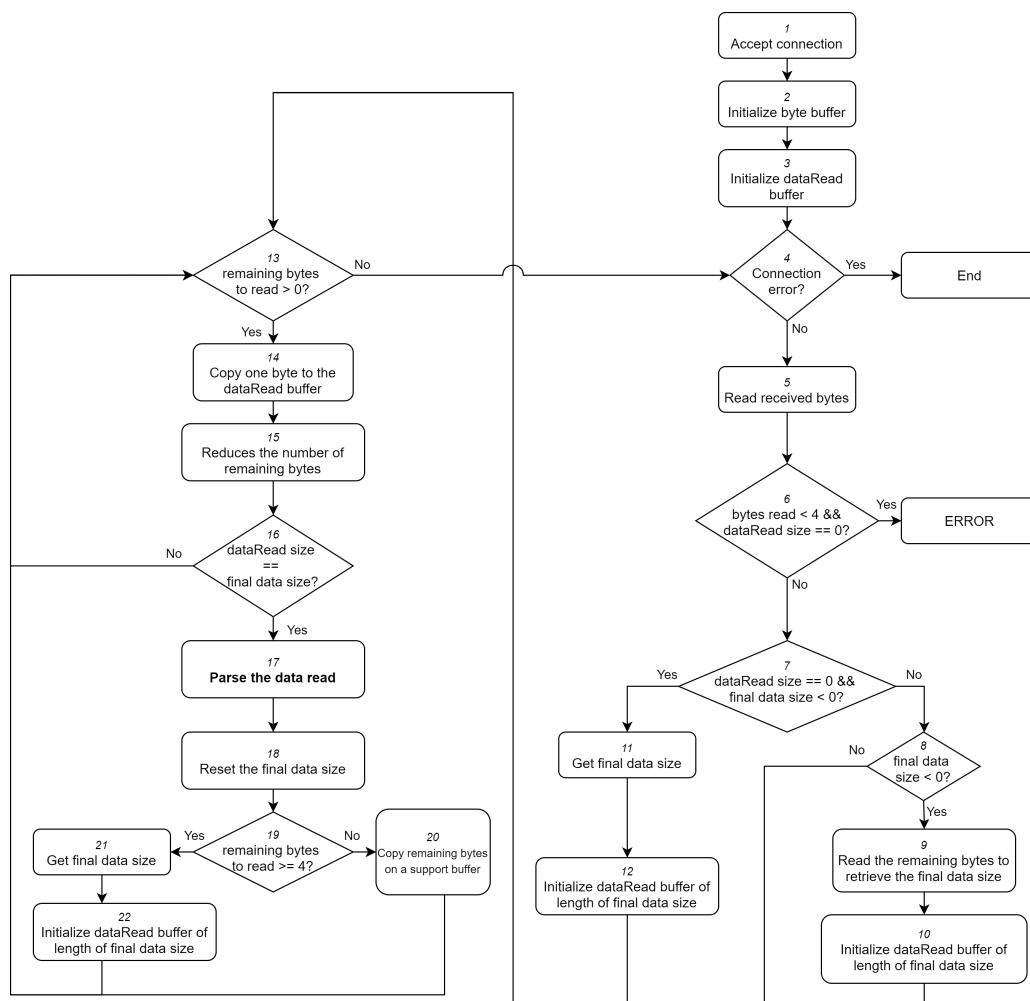 1
Accept connection
2
Initialize byte buffer
3
Initialize dataRead
buffer
4
Connection
error?
Yes
End
No
5
Read received bytes
6
bytes read < 4 &&
dataRead size == 0?
Yes
ERROR
No
7
dataRead size == 0 &&
final data size < 0?
Yes
No
8
final data
size < 0?
No
Yes
9
Read the remaining bytes to
retrieve the final data size
10
Initialize dataRead buffer of
length of final data size
11
Get final data size
12
Initialize dataRead buffer of
length of final data size
13
remaining bytes
to read > 0?
No
Yes
14
Copy one byte to the
dataRead buffer
15
Reduces the number of
remaining bytes
16
dataRead size
==
final data size?
No
Yes
17
Parse the data read
18
Reset the final data size
19
remaining bytes
to read >= 4?
Yes
No
20
Copy remaining bytes
on a support buffer
21
Get final data size
22
Initialize dataRead buffer of
length of final data size